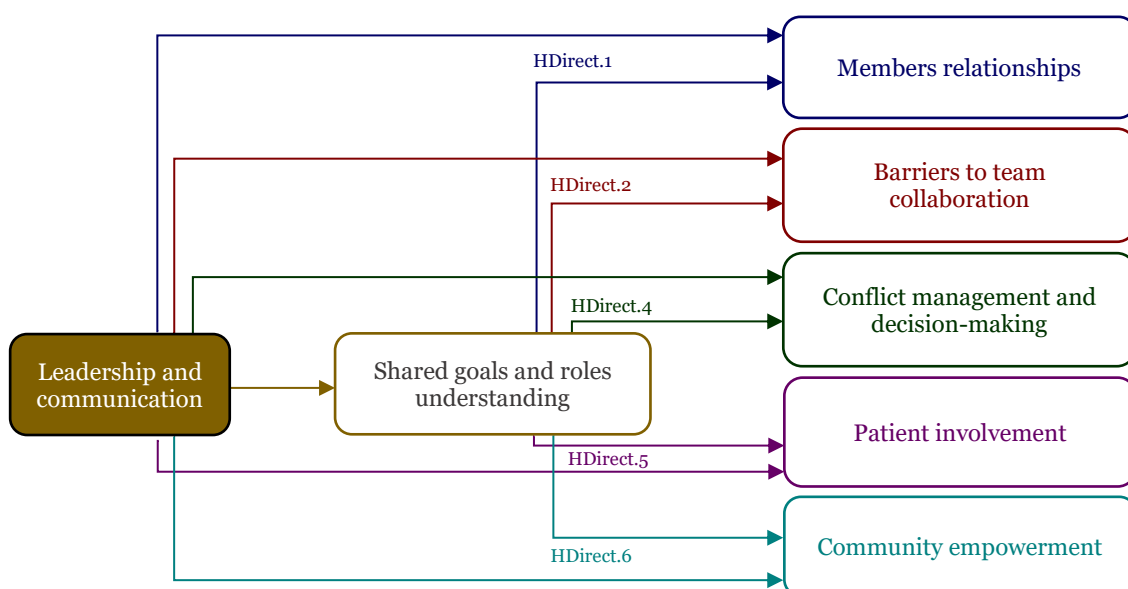 HDirect.1
Members relationships
HDirect.2
Barriers to team
collaboration
HDirect.4
Conflict management and
decision-making
Leadership and
communication
Shared goals and roles
understanding
Patient involvement
HDirect.5
Community empowerment
HDirect.6